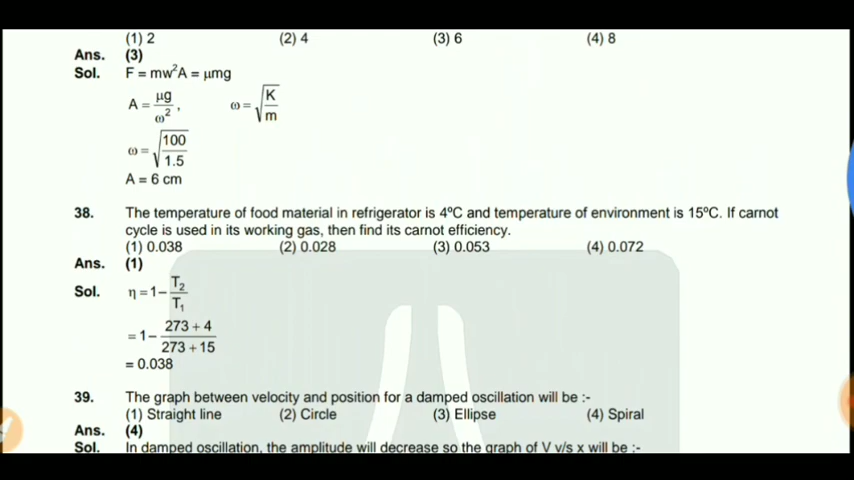 (1) 2 (2) 4 (3) 6 (4) 8
Ans. (3)
Sol. F = mw²A = μmg
A = μg/ω², ω = √(K/m)
ω = √(100/1.5)
A = 6 cm
38. The temperature of food material in refrigerator is 4ºC and temperature of environment is 15ºC. If carnot
cycle is used in its working gas, then find its carnot efficiency.
(1) 0.038 (2) 0.028 (3) 0.053 (4) 0.072
Ans. (1)
Sol. η = 1– T₂/T₁
= 1– (273 + 4)/(273 + 15)
= 0.038
39. The graph between velocity and position for a damped oscillation will be :-
(1) Straight line (2) Circle (3) Ellipse (4) Spiral
Ans. (4)
Sol. In damped oscillation, the amplitude will decrease so the graph of V v/s x will be :-